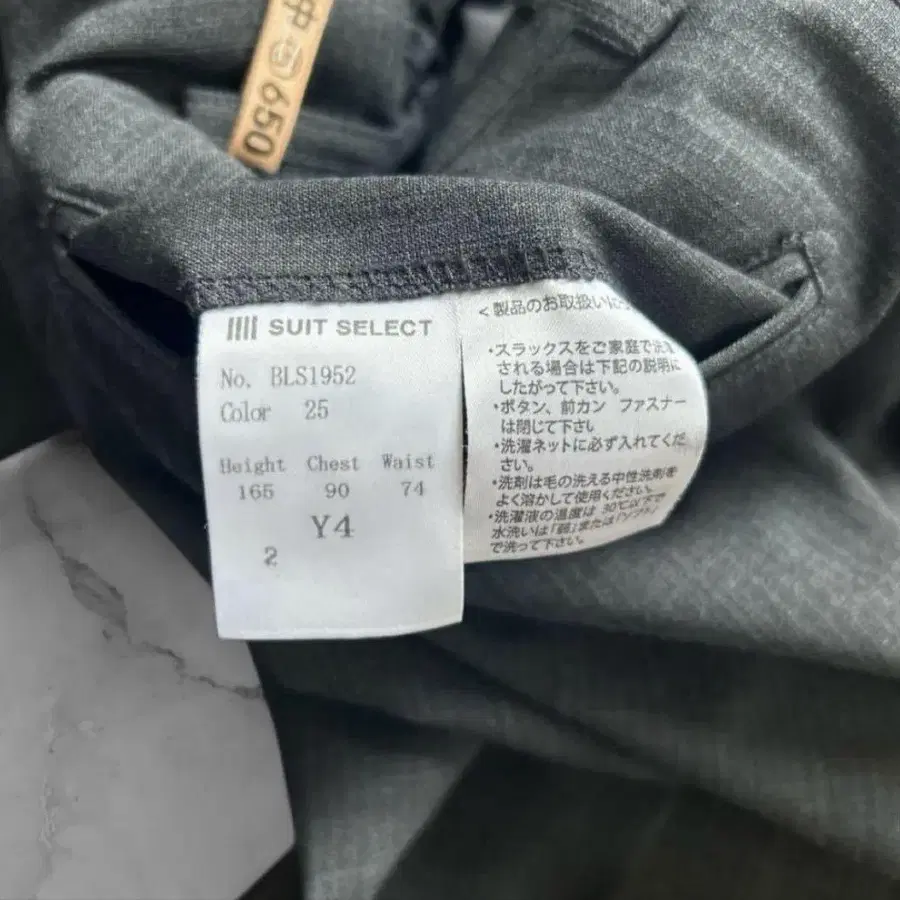 中 650
SUIT SELECT
No. BLS1952
Color 25
Height Chest Waist
165 90 74
Y4
2
<製品のお取扱いに
・スラックスをご家庭で洗濯
される場合は下記の説明に
したがって下さい。
・ボタン、前カン ファスナー
は閉じて下さい
・洗濯ネットに必ず入れてくだ
さい。
・洗剤は毛の洗える中性洗剤を
よく溶かして使用ください。
・洗濯液の温度は 30℃以下で
水洗いは「弱」または「ソフト」
で洗って下さい。